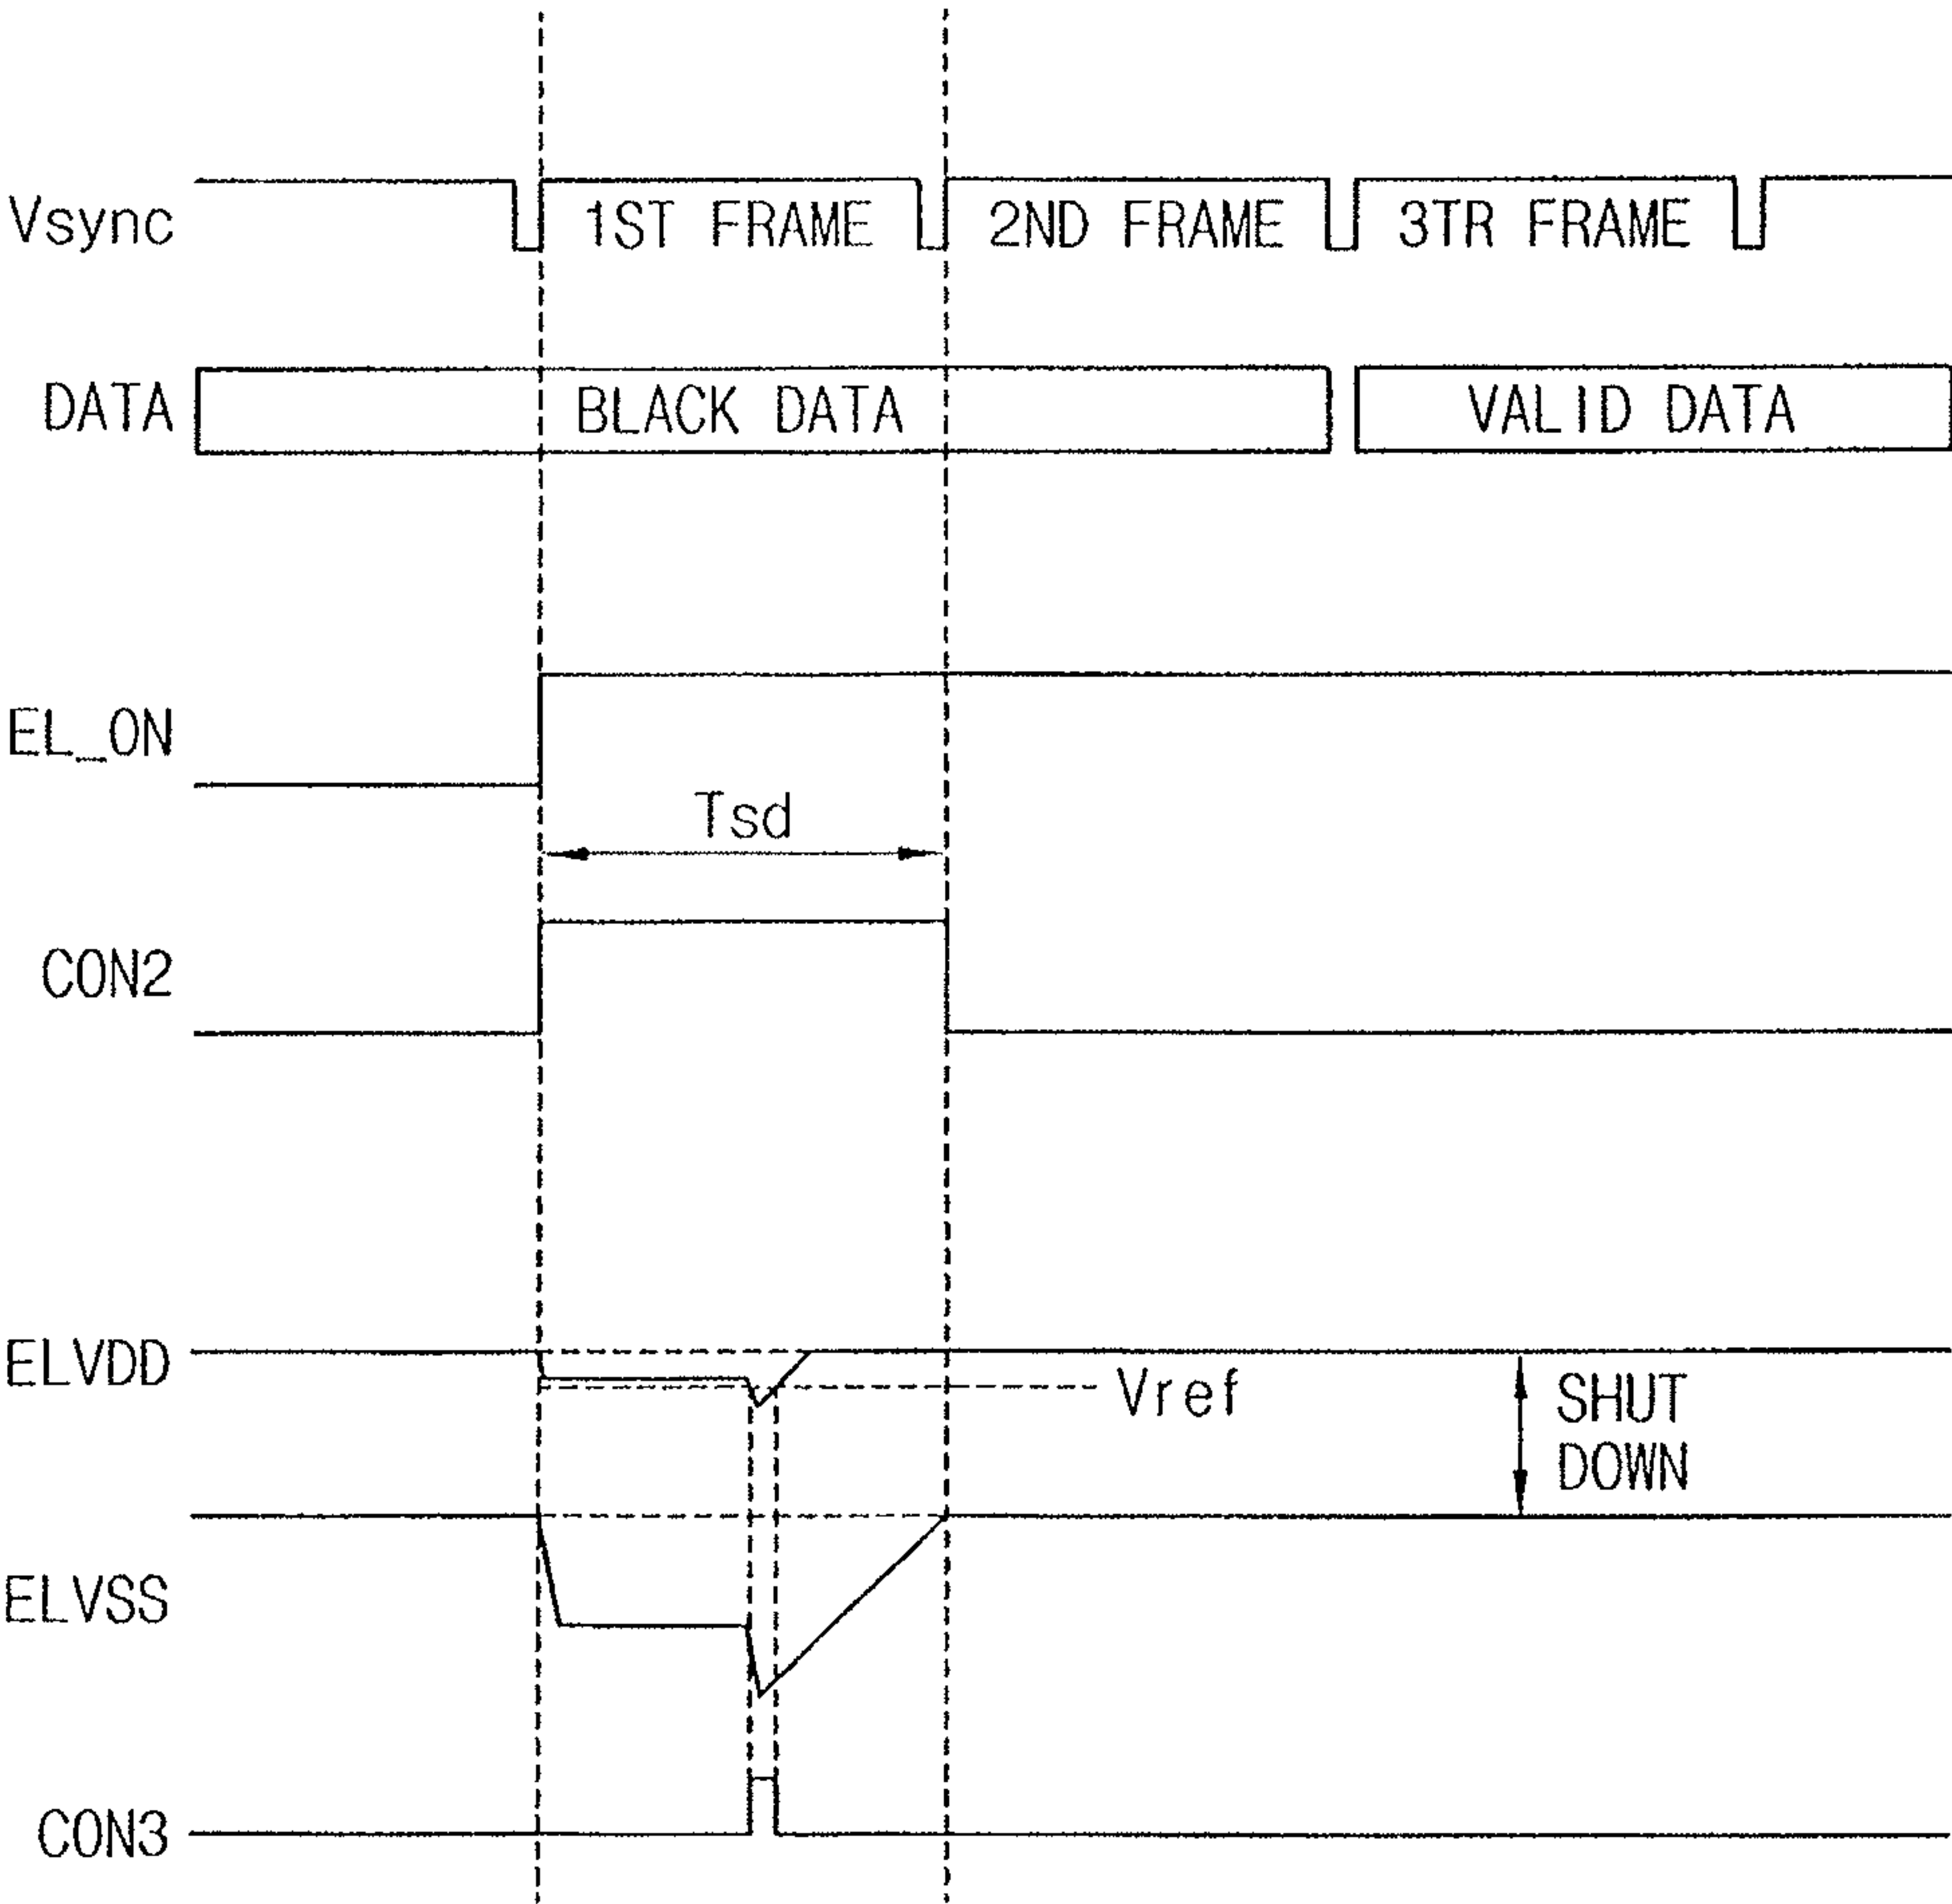 Vsync 1ST FRAME 2ND FRAME 3TR FRAME
DATA BLACK DATA VALID DATA
EL_ON
Tsd
CON2
ELVDD Vref SHUT
DOWN
ELVSS
CON3